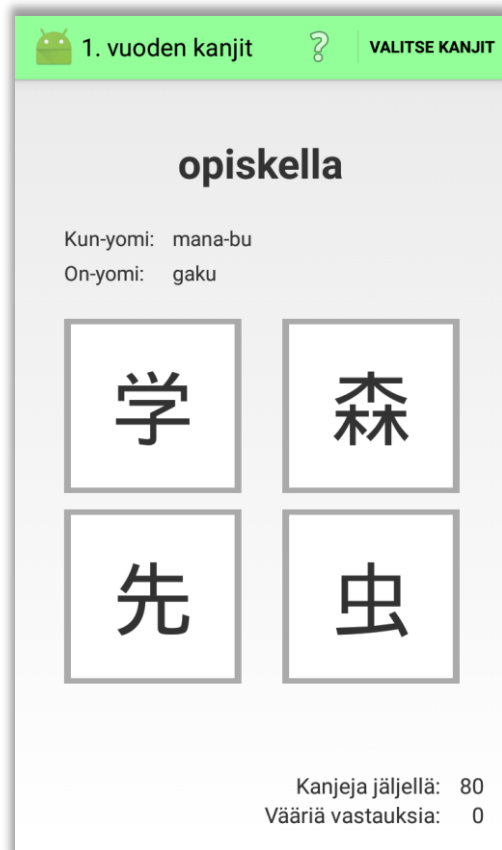 1. vuoden kanjit VALITSE KANJIT
opiskella
Kun-yomi: mana-bu
On-yomi: gaku
学 森
先 虫
Kanjeja jäljellä: 80
Vääriä vastauksia: 0